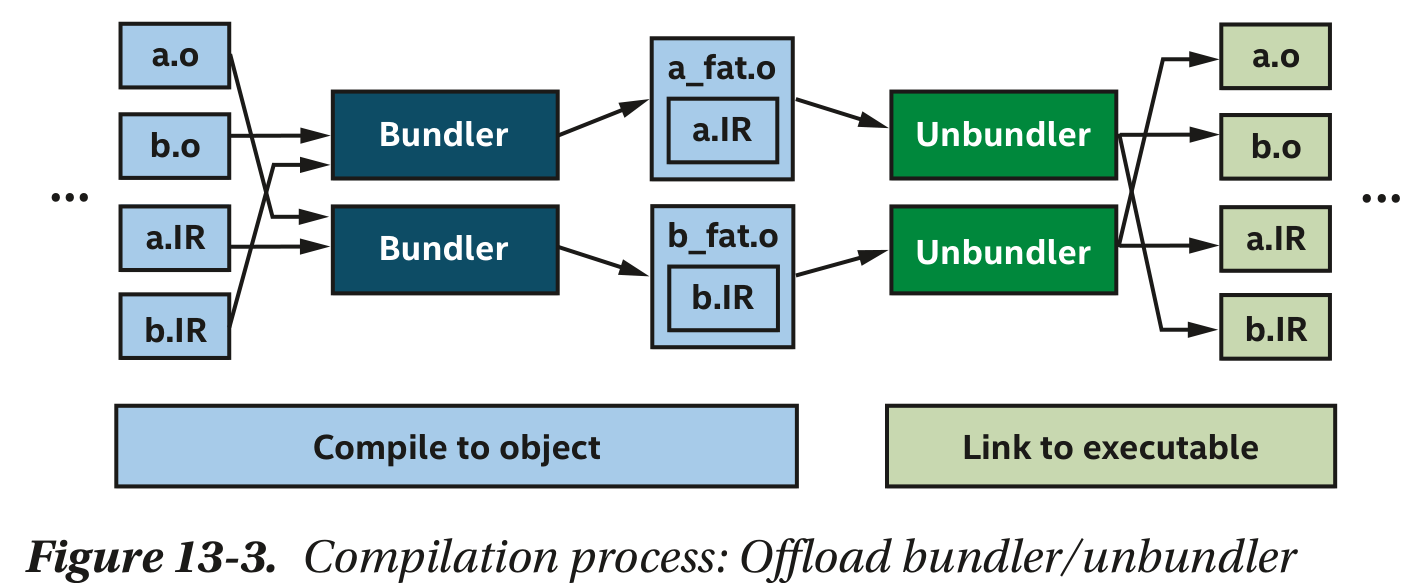 ...
a.o
b.o
a.IR
b.IR
Bundler
Bundler
a_fat.o
a.IR
b_fat.o
b.IR
Unbundler
Unbundler
a.o
b.o
a.IR
b.IR
...
Compile to object
Link to executable
Figure 13-3. Compilation process: Offload bundler/unbundler